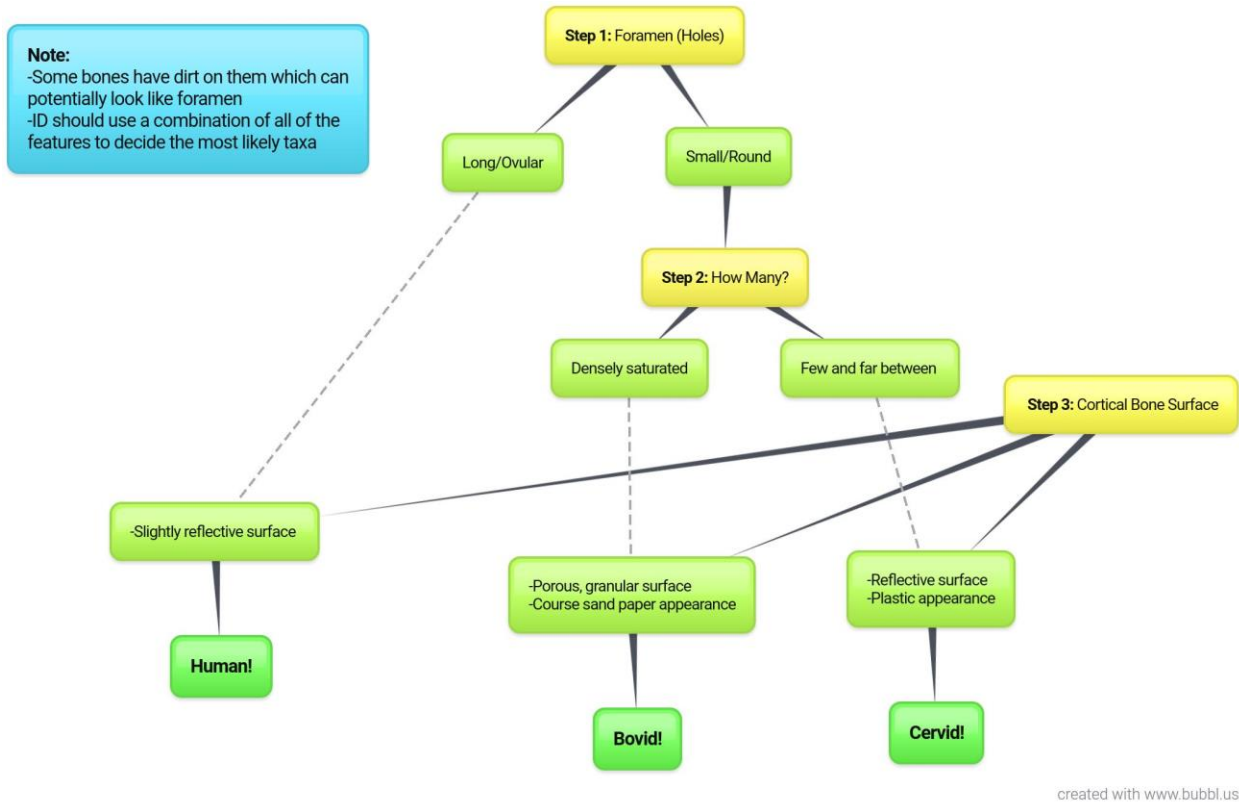 Note:
-Some bones have dirt on them which can
potentially look like foramen
-ID should use a combination of all of the
features to decide the most likely taxa
Step 1: Foramen (Holes)
Long/Ovular
Small/Round
Step 2: How Many?
Densely saturated
Few and far between
Step 3: Cortical Bone Surface
-Slightly reflective surface
-Porous, granular surface
-Course sand paper appearance
-Reflective surface
-Plastic appearance
Human!
Bovid!
Cervid!
created with www.bubbl.us